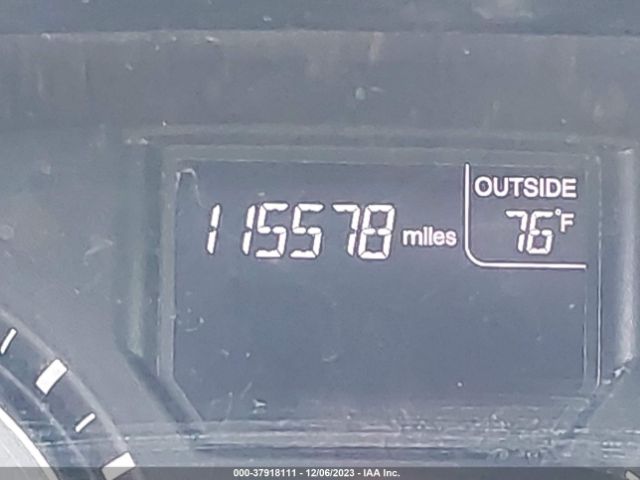 OUTSIDE
115578 miles 76°F
000-37918111 - 12/06/2023 - IAA Inc.